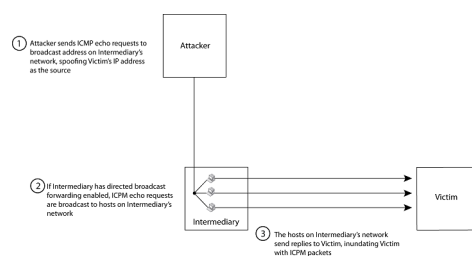 1 Attacker sends ICMP echo requests to
broadcast address on Intermediary's
network, spoofing Victim's IP address
as the source
Attacker
2 If Intermediary has directed broadcast
forwarding enabled, ICPM echo requests
are broadcast to hosts on Intermediary's
network
Intermediary
Victim
3 The hosts on Intermediary's network
send replies to Victim, inundating Victim
with ICPM packets